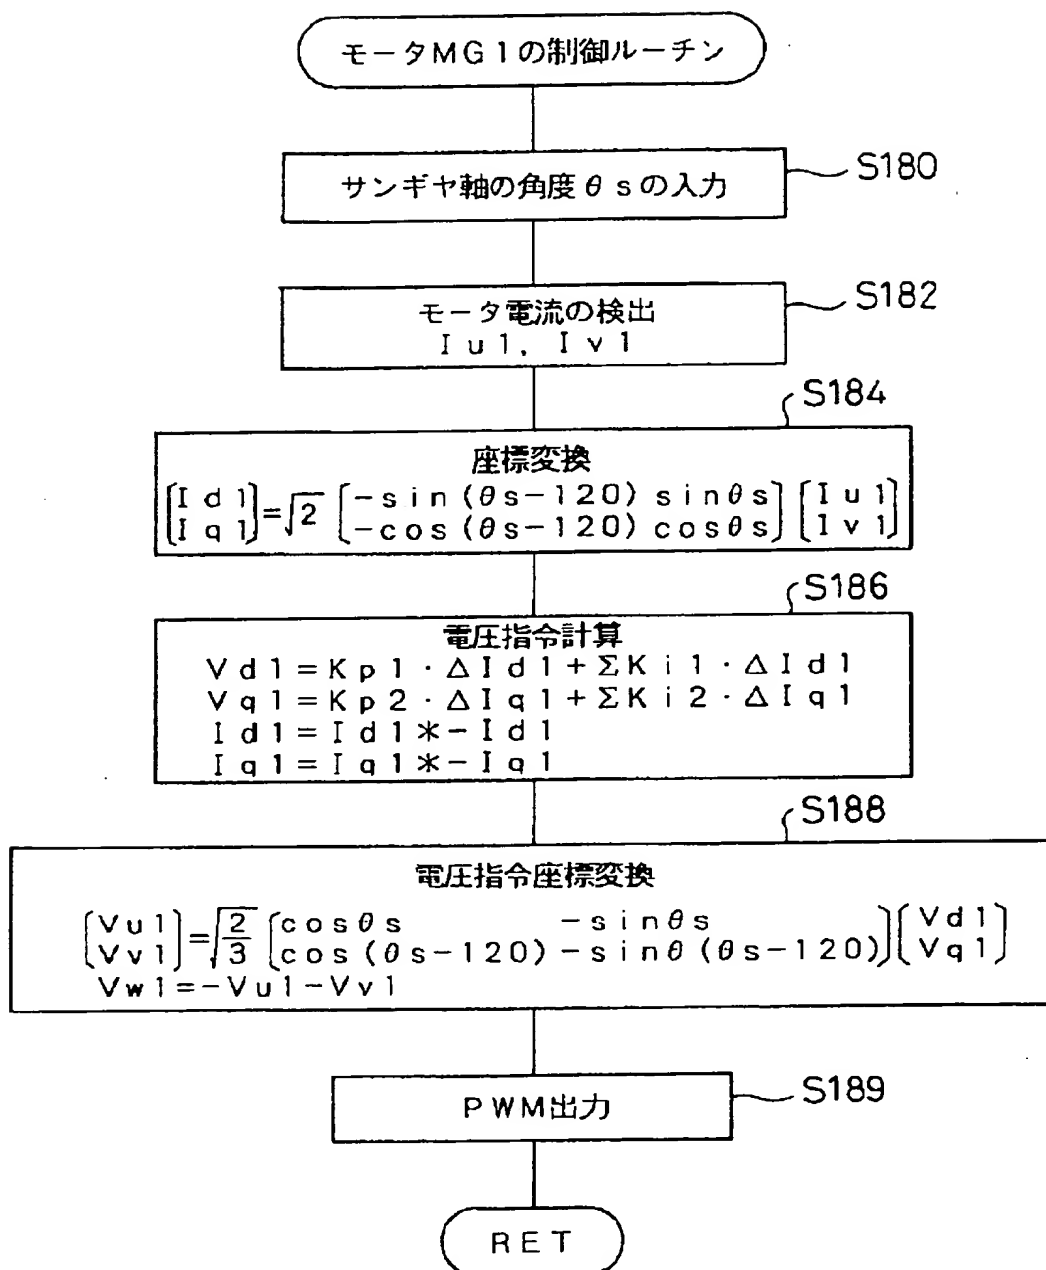 モータMG1の制御ルーチン
サンギヤ軸の角度θsの入力
S180
モータ電流の検出
Iu1, Iv1
S182
S184
座標変換
[Id1]=√2 [-sin(θs-120) sinθs] [Iu1]
[Iq1] [-cos(θs-120) cosθs] [Iv1]
S186
電圧指令計算
Vd1=Kp1・ΔId1+ΣKi1・ΔId1
Vq1=Kp2・ΔIq1+ΣKi2・ΔIq1
Id1=Id1*-Id1
Iq1=Iq1*-Iq1
S188
電圧指令座標変換
[Vu1]=√2/3 [cosθs -sinθs] [Vd1]
[Vv1] [cos(θs-120)-sinθ(θs-120)] [Vq1]
Vw1=-Vu1-Vv1
PWM出力
S189
RET